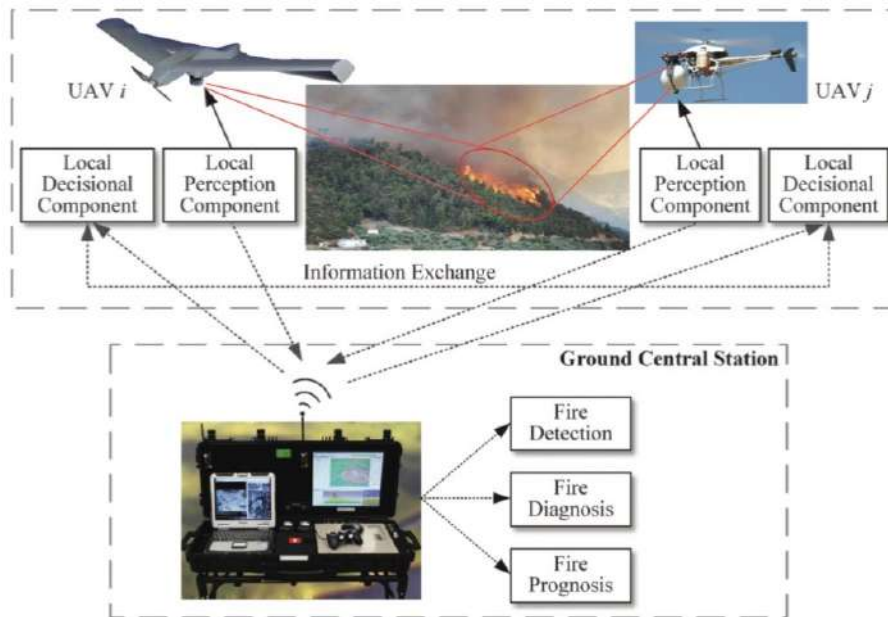 UAV i
UAV j
Local
Decisional
Component
Local
Perception
Component
Local
Perception
Component
Local
Decisional
Component
Information Exchange
Ground Central Station
Fire
Detection
Fire
Diagnosis
Fire
Prognosis